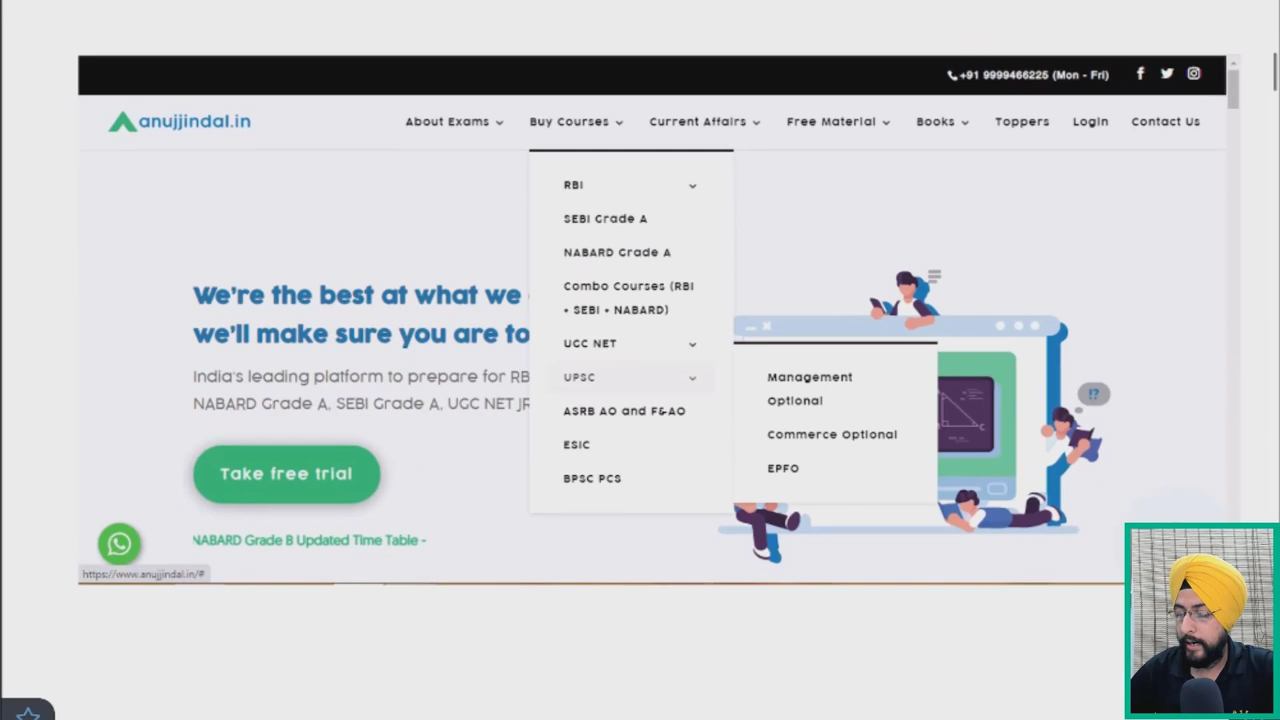 +91 9999466225 (Mon - Fri)
anujjindal.in
About Exams
Buy Courses
Current Affairs
Free Material
Books
Toppers
Login
Contact Us
RBI
SEBI Grade A
NABARD Grade A
Combo Courses (RBI
+ SEBI + NABARD)
UGC NET
UPSC
ASRB AO and F&AO
ESIC
BPSC PCS
Management
Optional
Commerce Optional
EPFO
We're the best at what we
we'll make sure you are to
India's leading platform to prepare for RB
NABARD Grade A, SEBI Grade A, UGC NET JR
Take free trial
NABARD Grade B Updated Time Table -
!?
https://www.anujjindal.in/#